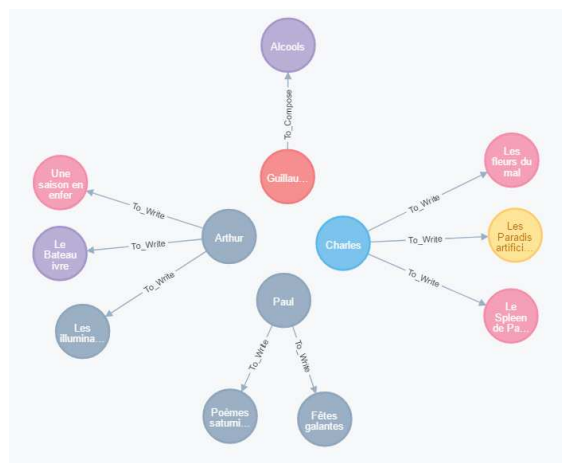 Alcools
To_Compose
Guillau...
Une
saison en
enfer
To_Write
Le
Bateau
ivre
To_Write
Les
illumina...
To_Write
Arthur
Charles
To_Write
Les
fleurs du
mal
To_Write
Les
Paradis
artifici...
To_Write
Le
Spleen
de Pa...
Paul
To_Write
To_Write
Poèmes
saturni...
Fêtes
galantes